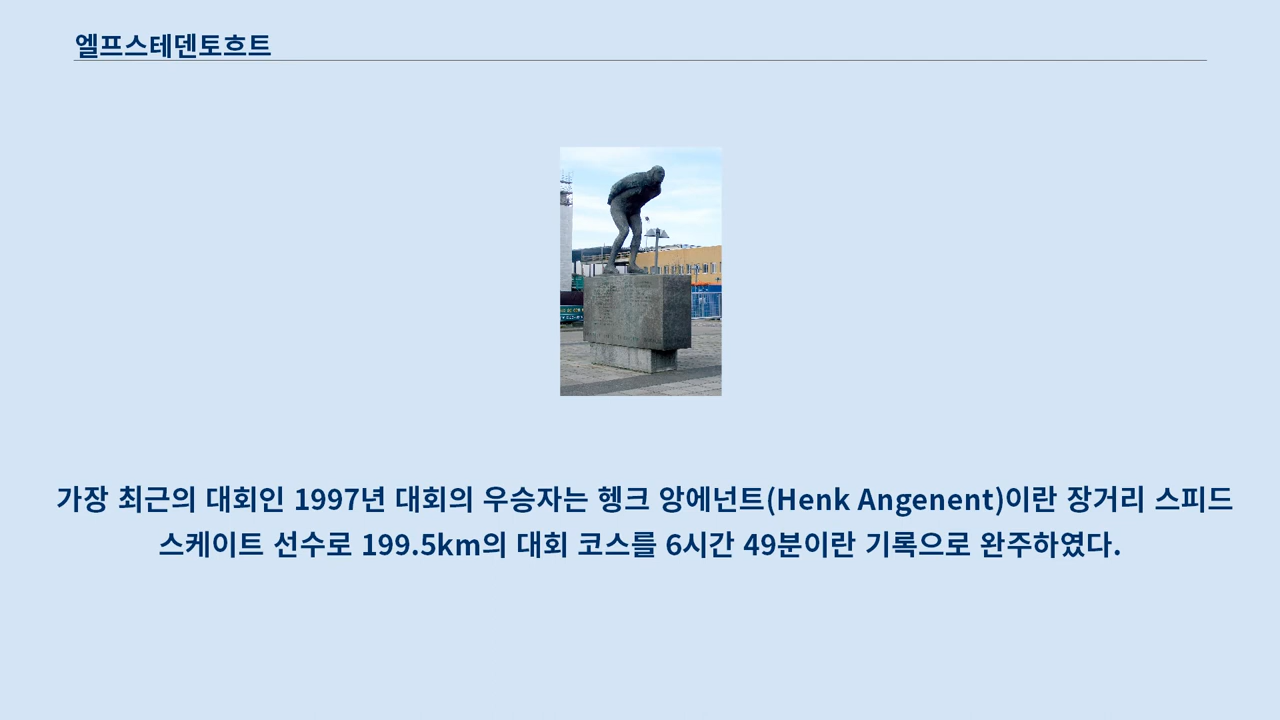 엘프스테덴토흐트
가장 최근의 대회인 1997년 대회의 우승자는 헹크 앙에넌트(Henk Angenent)이란 장거리 스피드
스케이트 선수로 199.5km의 대회 코스를 6시간 49분이란 기록으로 완주하였다.